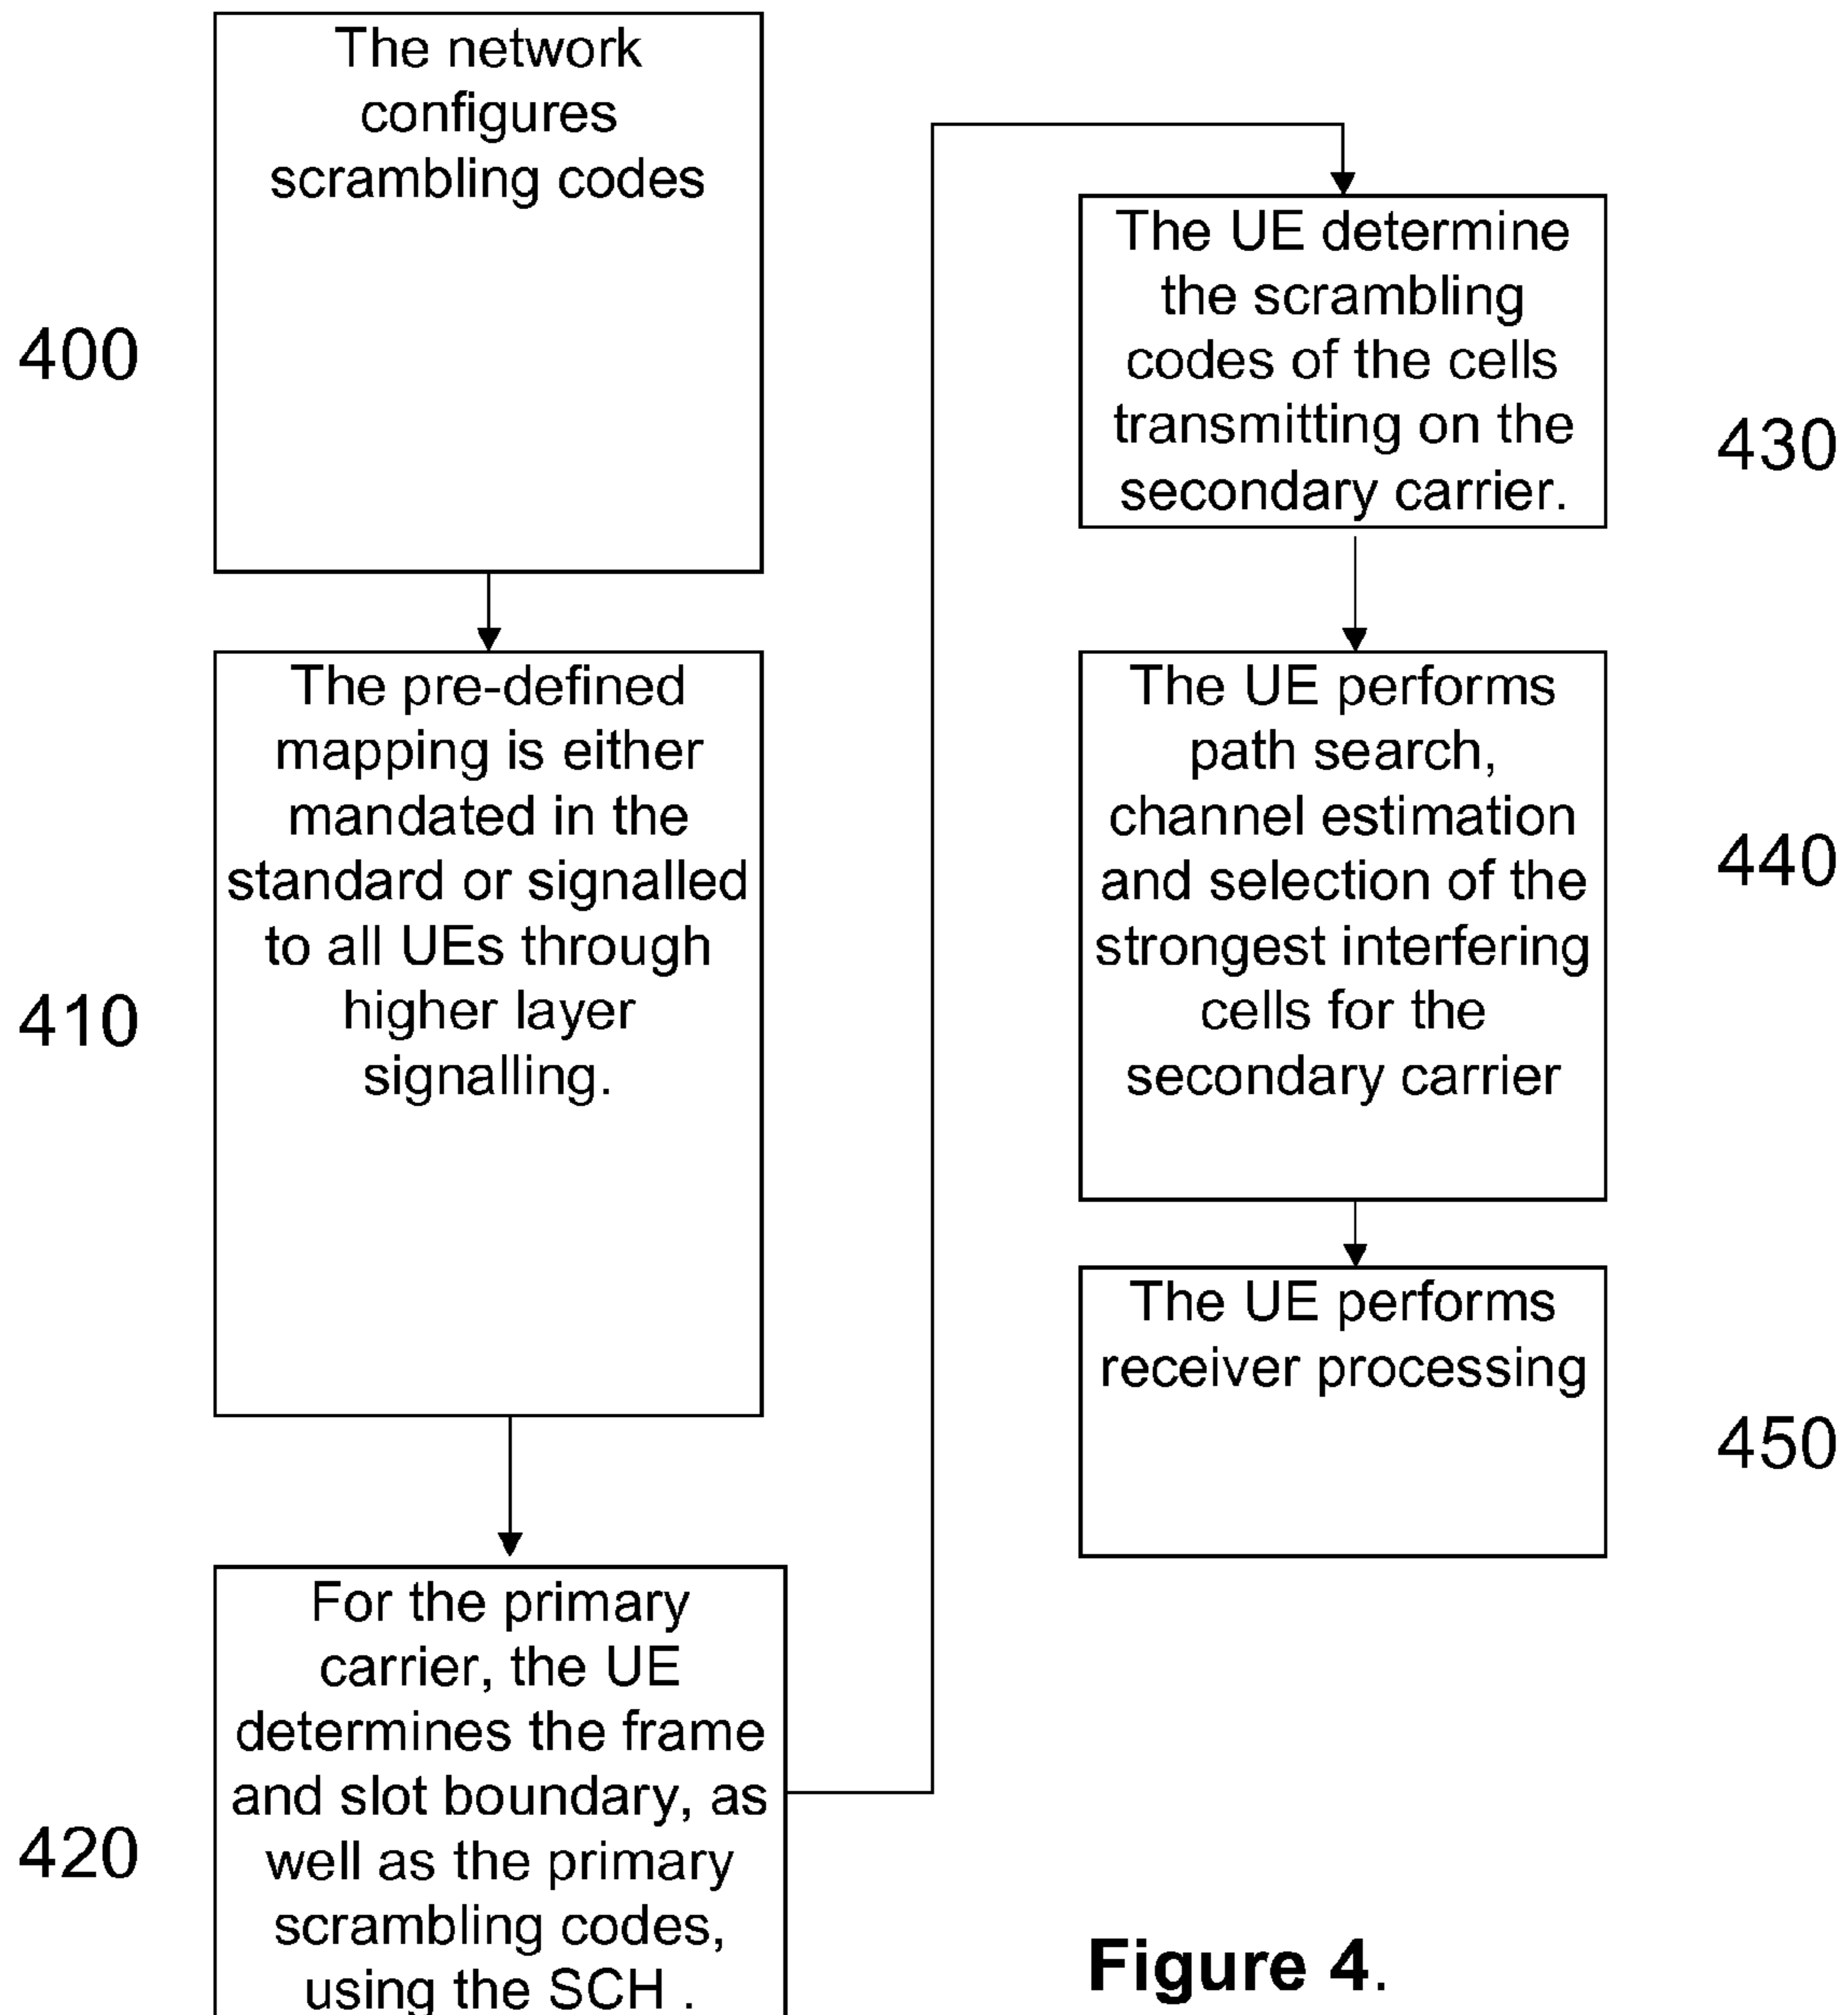 The network
configures
scrambling codes
400
The pre-defined
mapping is either
mandated in the
standard or signalled
to all UEs through
higher layer
signalling.
410
For the primary
carrier, the UE
determines the frame
and slot boundary, as
well as the primary
scrambling codes,
using the SCH .
420
The UE determine
the scrambling
codes of the cells
transmitting on the
secondary carrier.
430
The UE performs
path search,
channel estimation
and selection of the
strongest interfering
cells for the
secondary carrier
440
The UE performs
receiver processing
450
Figure 4.